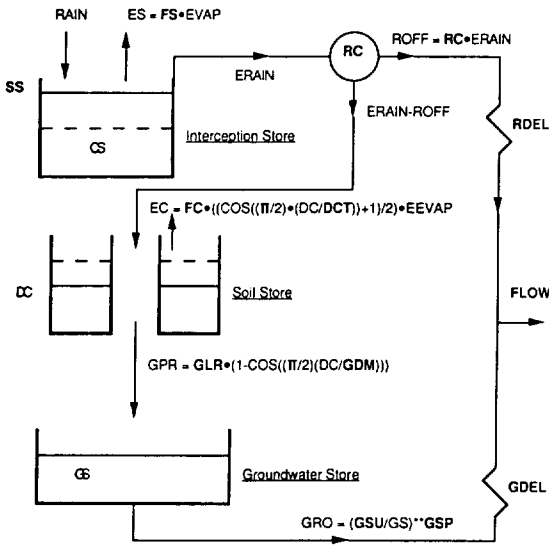 RAIN
ES = FS•EVAP
RC
ROFF = RC•ERAIN
ERAIN
SS
CS
Interception Store
ERAIN-ROFF
RDEL
EC = FC•((COS((Π/2)•(DC/DCT))+1)/2)•EEVAP
DC
Soil Store
FLOW
GPR = GLR•(1-COS((Π/2)(DC/GDM)))
GS
Groundwater Store
GDEL
GRO = (GSU/GS)**GSP